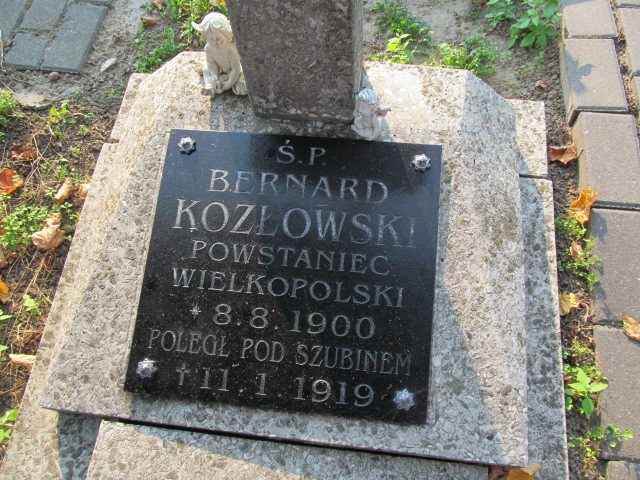 Ś.P.
BERNARD
KOZŁOWSKI
POWSTANIEC
WIELKOPOLSKI
* 8.8.1900
POLEGŁ POD SZUBINEM
† 11.1.1919